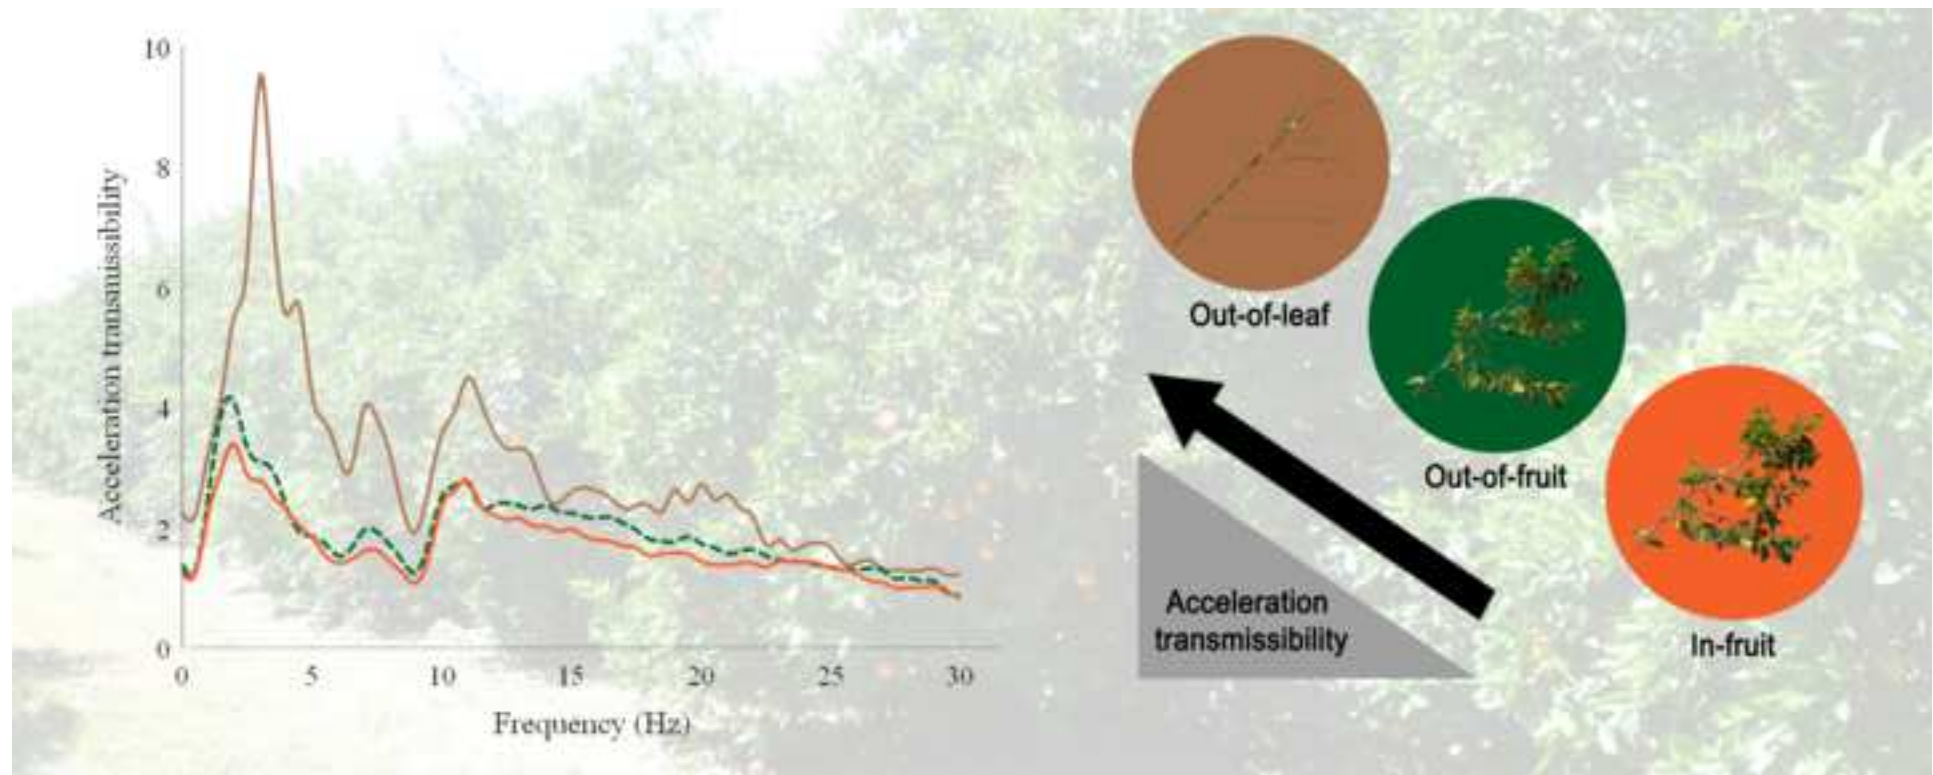 10
8
6
4
2
0
Acceleration transmissibility
0 5 10 15 20 25 30
Frequency (Hz)
Out-of-leaf
Out-of-fruit
In-fruit
Acceleration
transmissibility